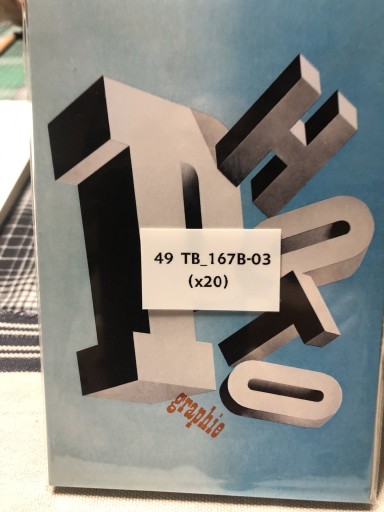 PHOTO
graphie
49 TB_167B-03
(x20)